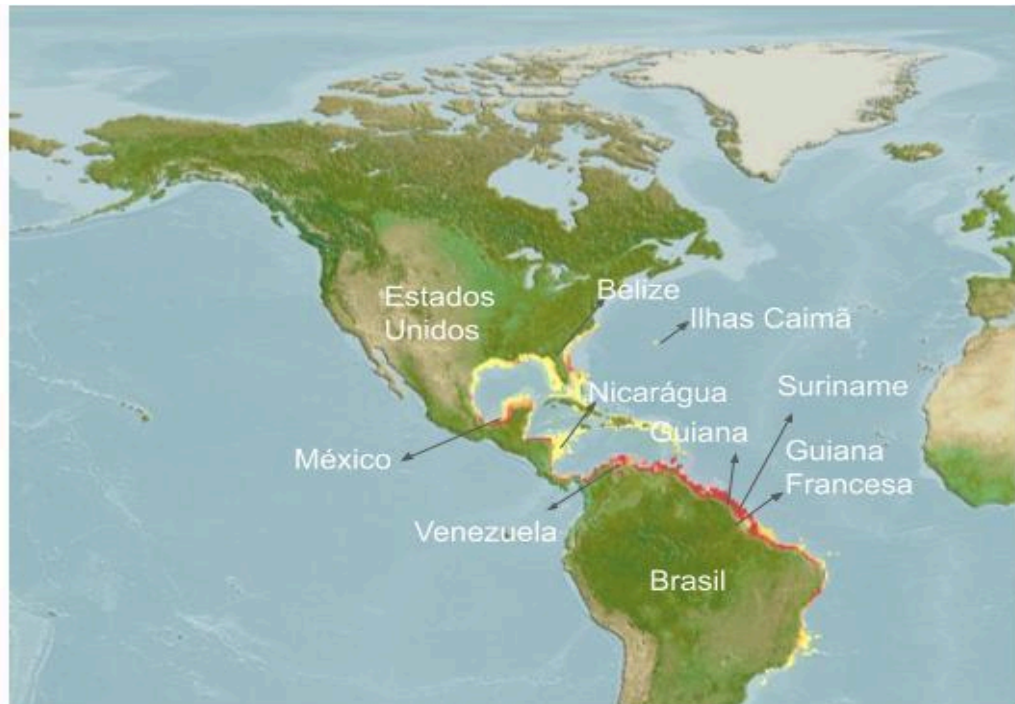 Belize
Estados
Unidos
Ilhas Caimã
Nicarágua
Suriname
Guiana
México
Guiana
Francesa
Venezuela
Brasil